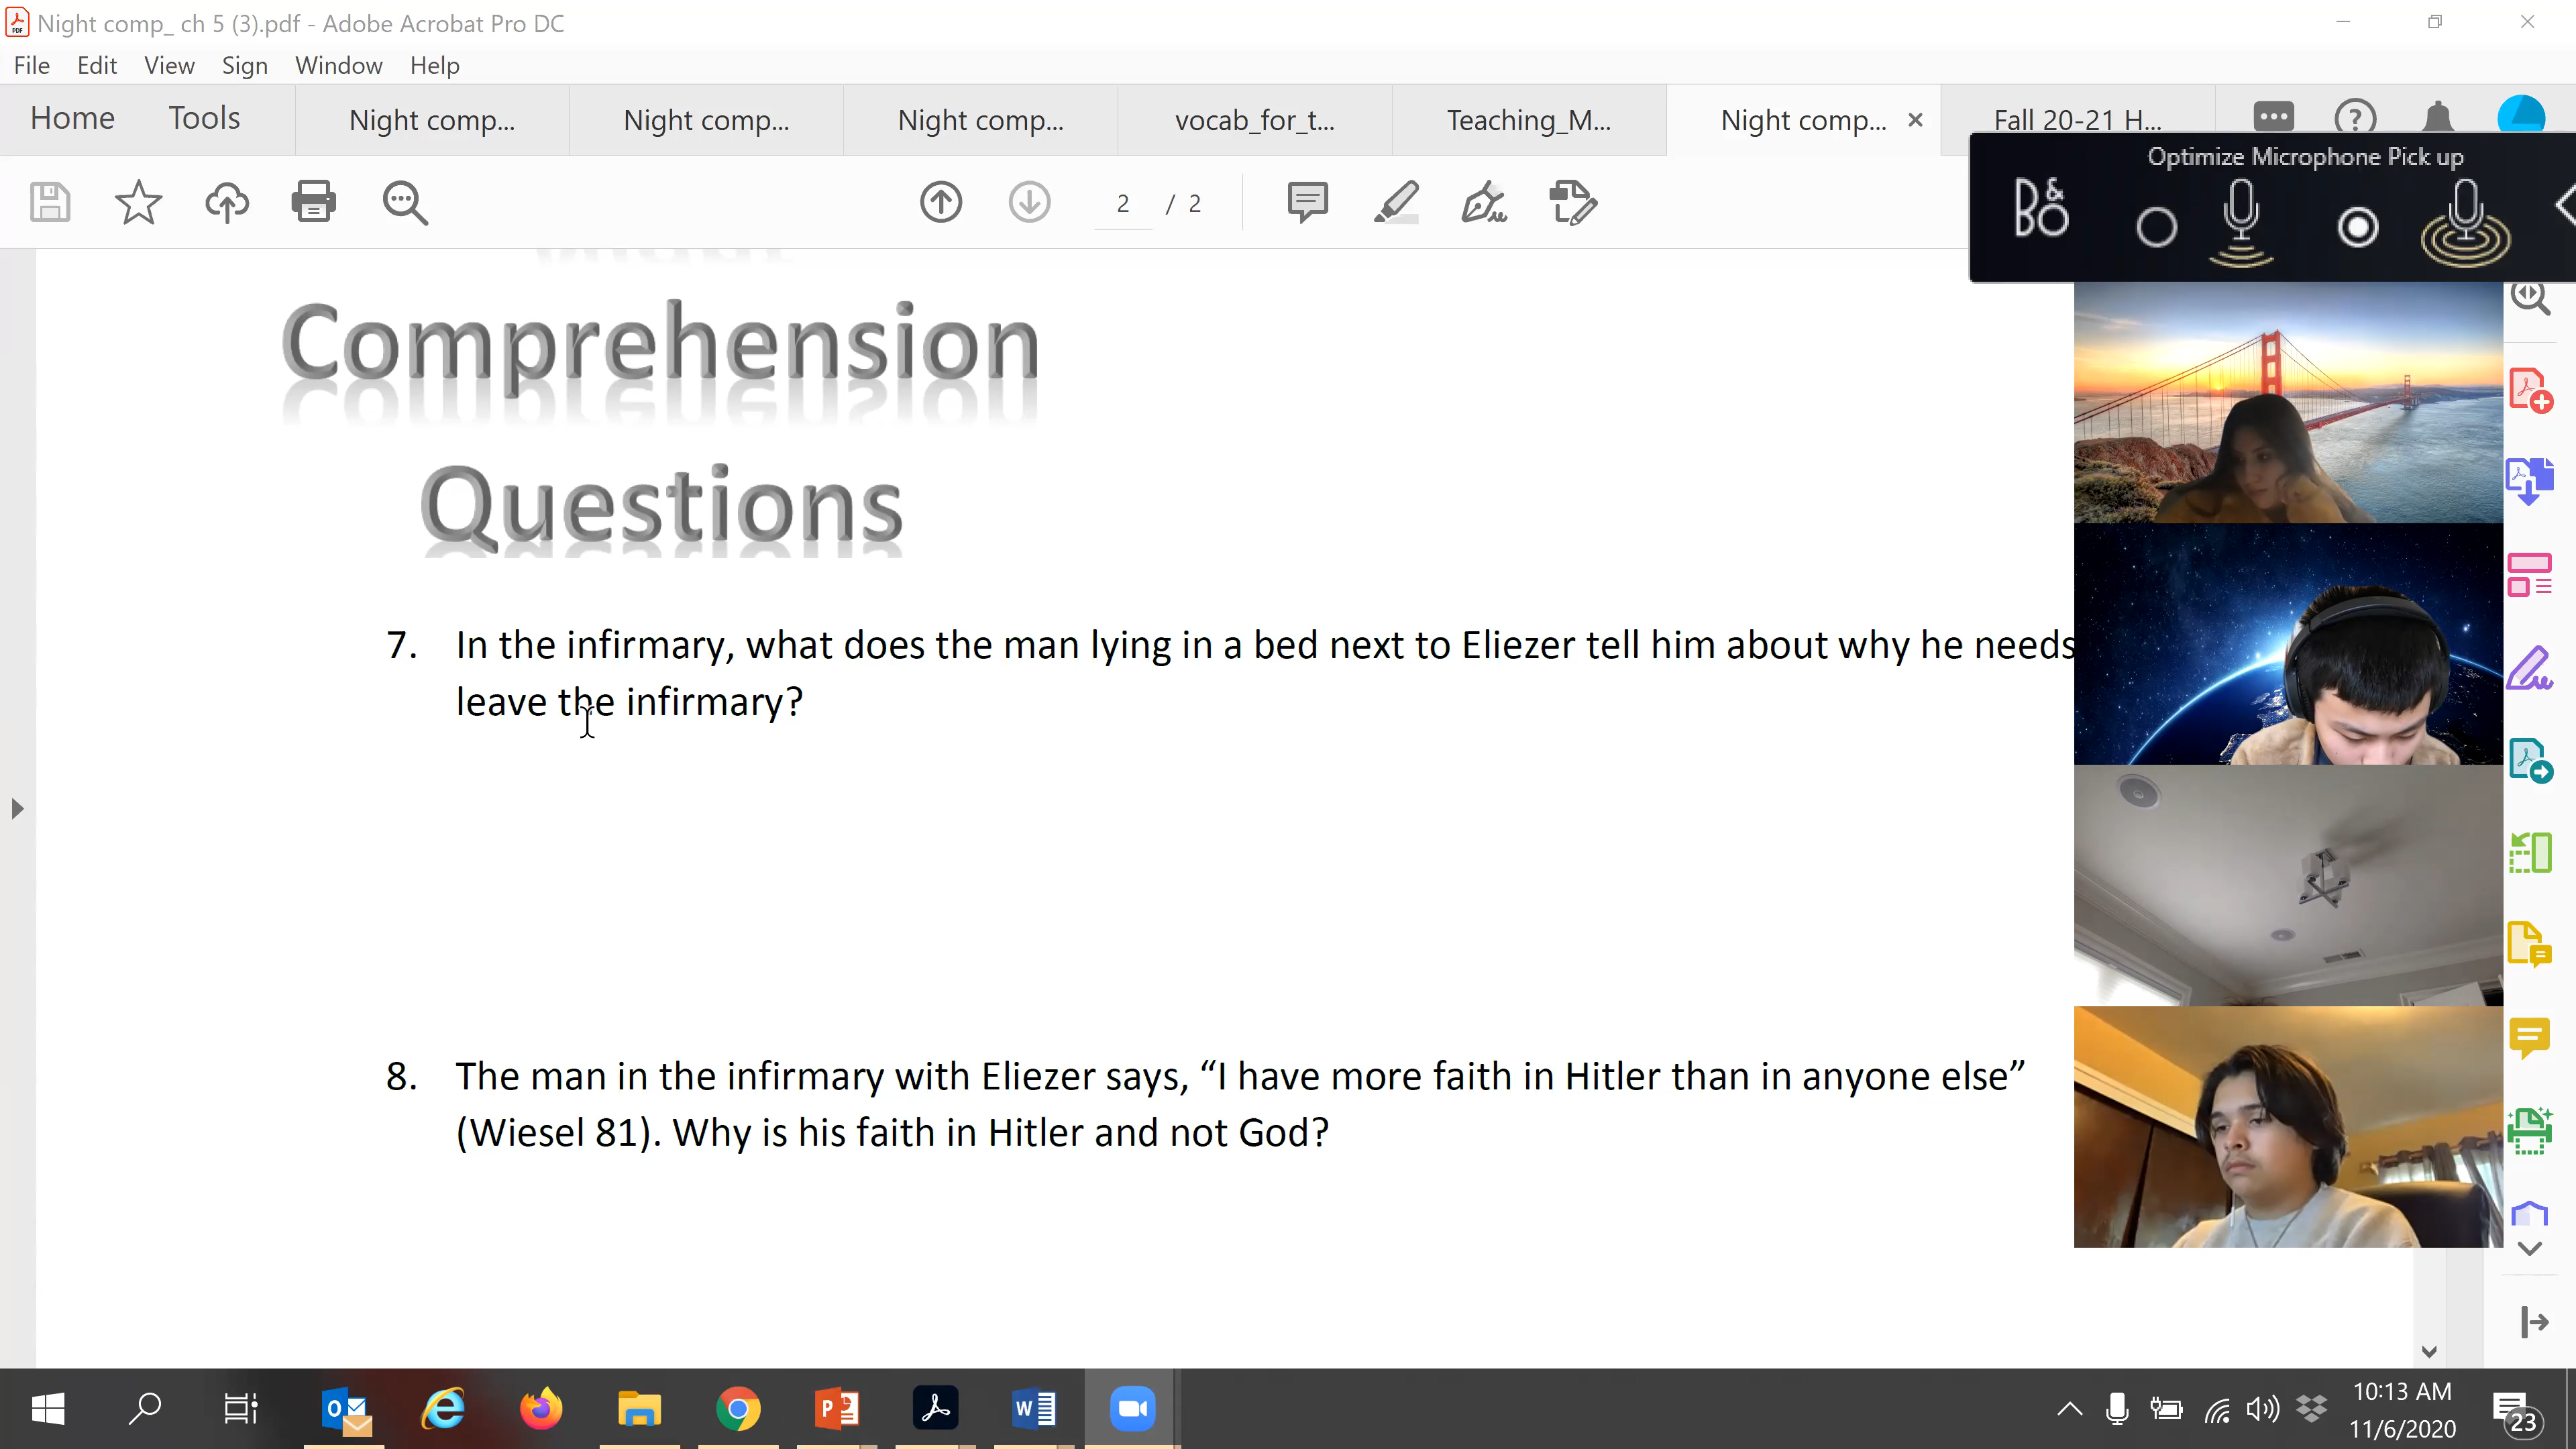 Night comp_ ch 5 (3).pdf - Adobe Acrobat Pro DC
File Edit View Sign Window Help
Home Tools Night comp... Night comp... Night comp... vocab_for_t... Teaching_M... Night comp... Fall 20-21 H...
Optimize Microphone Pick up
B&O
2 / 2
Comprehension
Questions
7. In the infirmary, what does the man lying in a bed next to Eliezer tell him about why he needs
leave the infirmary?
8. The man in the infirmary with Eliezer says, “I have more faith in Hitler than in anyone else”
(Wiesel 81). Why is his faith in Hitler and not God?
10:13 AM
11/6/2020
23